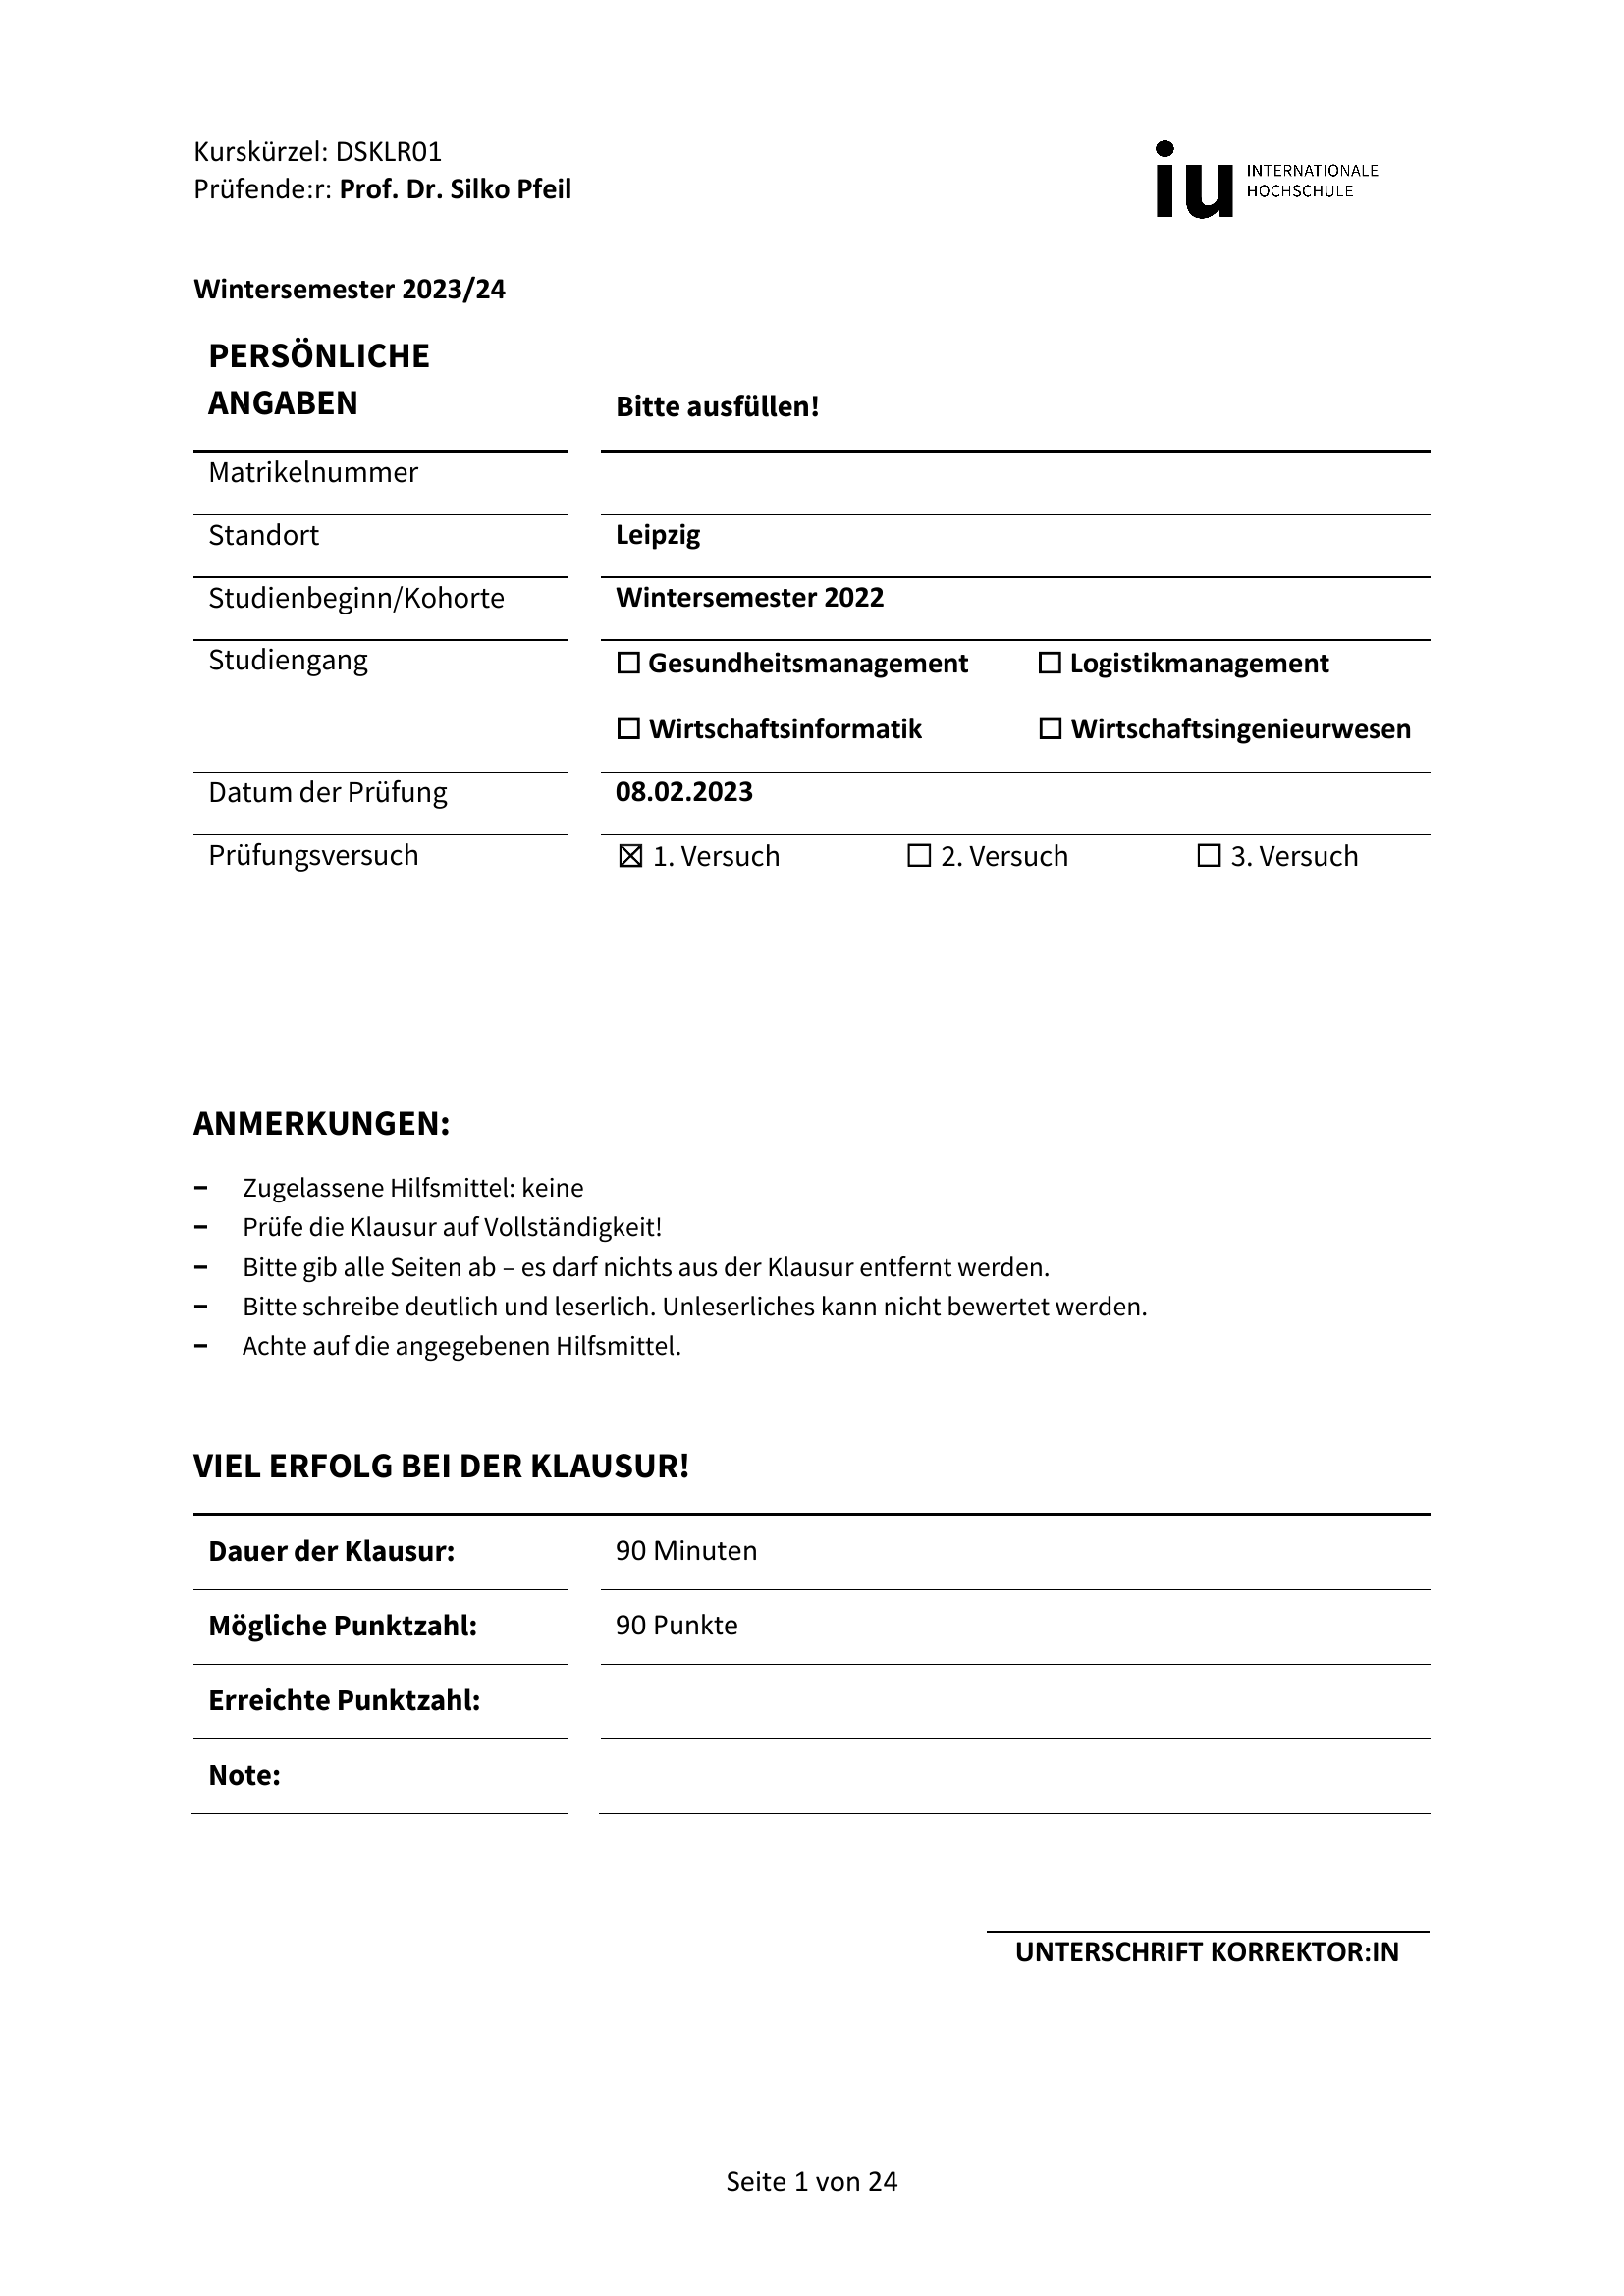 Kurskürzel: DSKLR01
Prüfende:r: Prof. Dr. Silko Pfeil
iu INTERNATIONALE
HOCHSCHULE
Wintersemester 2023/24
PERSÖNLICHE
ANGABEN
Bitte ausfüllen!
Matrikelnummer
Standort Leipzig
Studienbeginn/Kohorte Wintersemester 2022
Studiengang ☐ Gesundheitsmanagement ☐ Logistikmanagement
☐ Wirtschaftsinformatik ☐ Wirtschaftsingenieurwesen
Datum der Prüfung 08.02.2023
Prüfungsversuch ☒ 1. Versuch ☐ 2. Versuch ☐ 3. Versuch
ANMERKUNGEN:
– Zugelassene Hilfsmittel: keine
– Prüfe die Klausur auf Vollständigkeit!
– Bitte gib alle Seiten ab – es darf nichts aus der Klausur entfernt werden.
– Bitte schreibe deutlich und leserlich. Unleserliches kann nicht bewertet werden.
– Achte auf die angegebenen Hilfsmittel.
VIEL ERFOLG BEI DER KLAUSUR!
Dauer der Klausur: 90 Minuten
Mögliche Punktzahl: 90 Punkte
Erreichte Punktzahl:
Note:
UNTERSCHRIFT KORREKTOR:IN
Seite 1 von 24